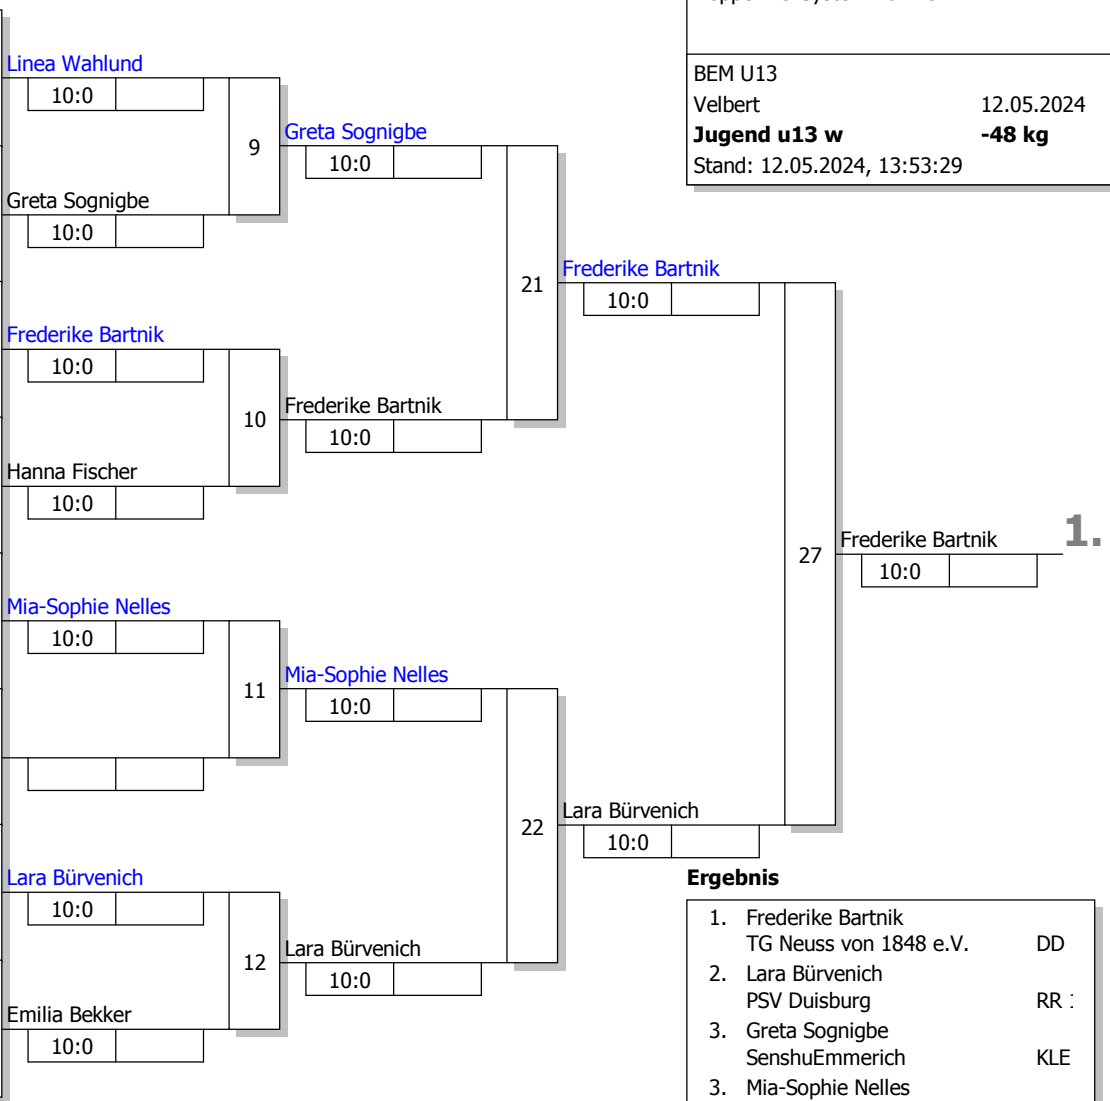 BEM U13
Velbert 12.05.2024
Jugend u13 w -48 kg
Stand: 12.05.2024, 13:53:29
Linea Wahlund
10:0
9
Greta Sognigbe
10:0
Greta Sognigbe
10:0
21
Frederike Bartnik
10:0
Frederike Bartnik
10:0
10
Frederike Bartnik
10:0
Hanna Fischer
10:0
27
Frederike Bartnik
10:0
1.
Mia-Sophie Nelles
10:0
11
Mia-Sophie Nelles
10:0
22
Lara Bürvenich
10:0
Lara Bürvenich
10:0
12
Lara Bürvenich
10:0
Emilia Bekker
10:0
Ergebnis
1. Frederike Bartnik
TG Neuss von 1848 e.V. DD
2. Lara Bürvenich
PSV Duisburg RR
3. Greta Sognigbe
SenshuEmmerich KLE
3. Mia-Sophie Nelles